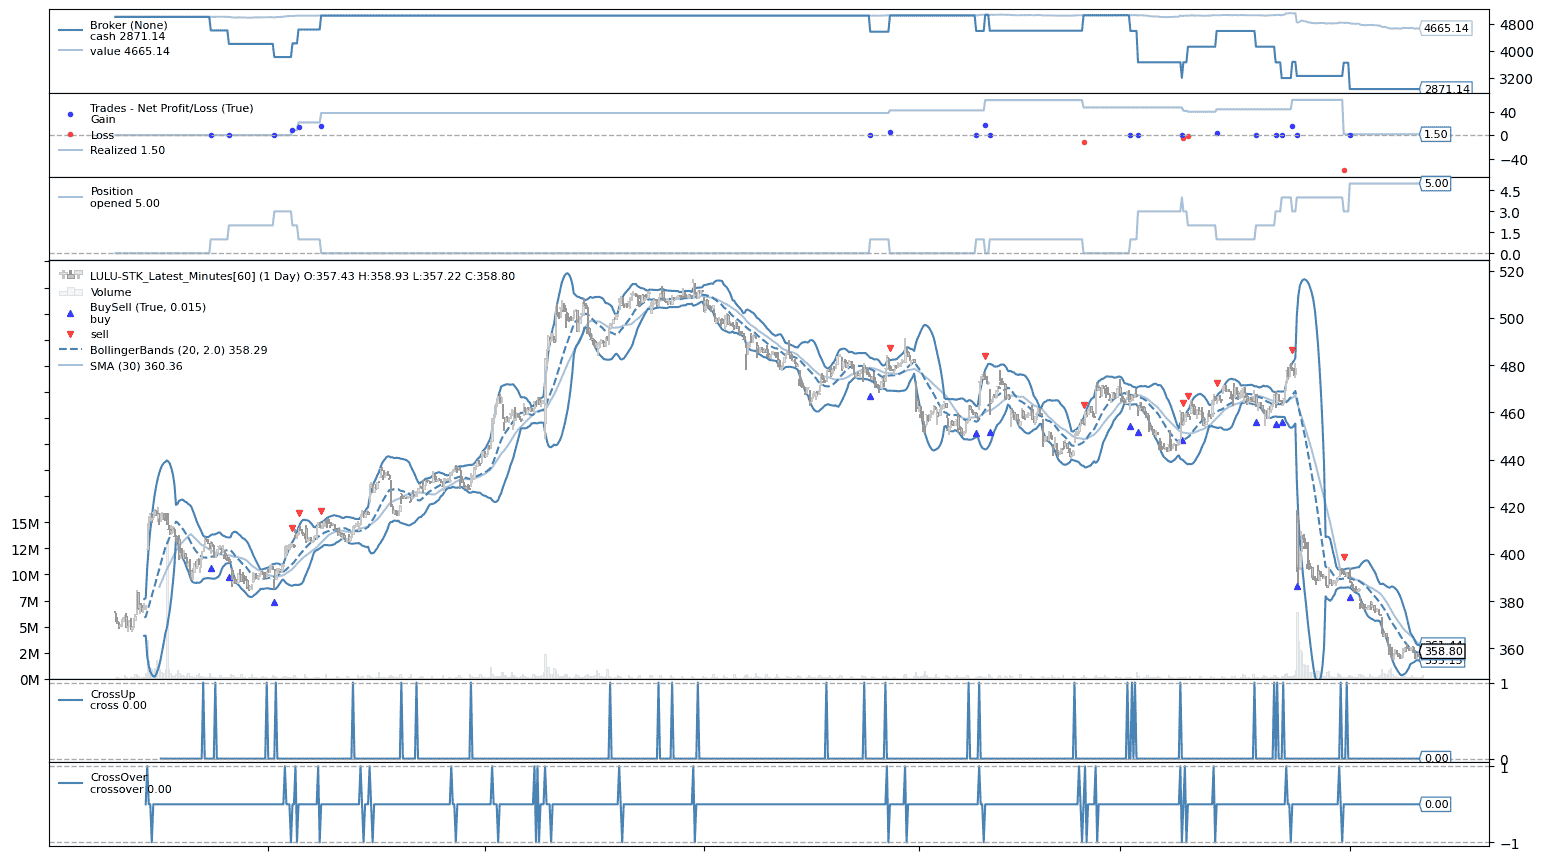 Broker (None)
cash 2871.14
value 4665.14
4665.14
2871.14
4800
4000
3200
Trades - Net Profit/Loss (True)
Gain
Loss
Realized 1.50
1.50
40
0
−40
Position
opened 5.00
5.00
4.5
3.0
1.5
0.0
LULU-STK_Latest_Minutes[60] (1 Day) O:357.43 H:358.93 L:357.22 C:358.80
Volume
BuySell (True, 0.015)
buy
sell
BollingerBands (20, 2.0) 358.29
SMA (30) 360.36
15M
12M
10M
7M
5M
2M
0M
520
500
480
460
440
420
400
380
360
358.80
CrossUp
cross 0.00
0.00
1
0
CrossOver
crossover 0.00
0.00
1
−1